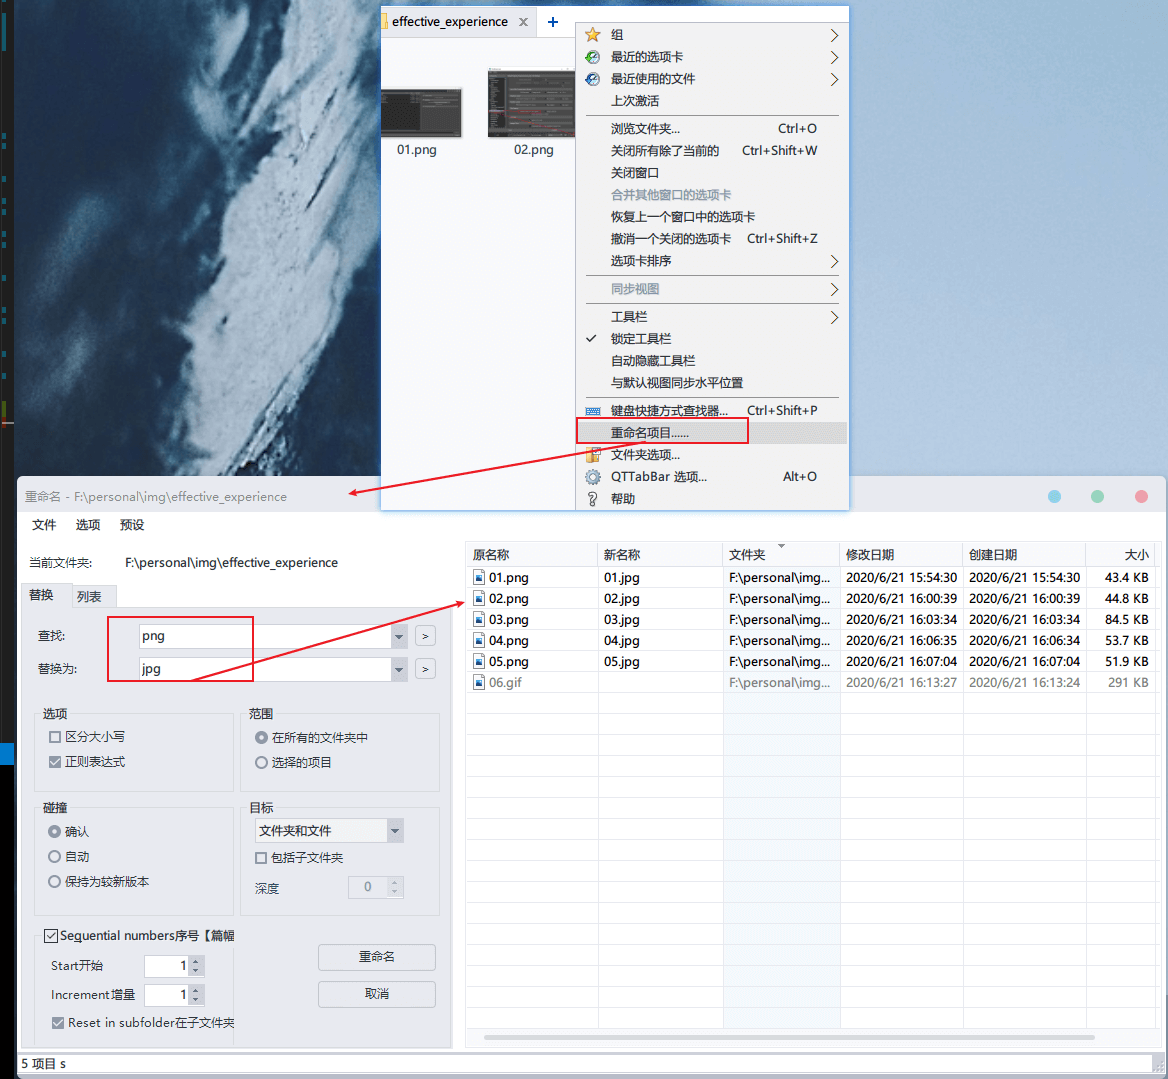 effective_experience
01.png
02.png
组
最近的选项卡
最近使用的文件
上次激活
浏览文件夹... Ctrl+O
关闭所有除了当前的 Ctrl+Shift+W
关闭窗口
合并其他窗口的选项卡
恢复上一个窗口中的选项卡
撤消一个关闭的选项卡 Ctrl+Shift+Z
选项卡排序
同步视图
工具栏
锁定工具栏
自动隐藏工具栏
与默认视图同步水平位置
键盘快捷方式查找器... Ctrl+Shift+P
重命名项目......
文件夹选项...
QTTabBar 选项... Alt+O
帮助
重命名 - F:\personal\img\effective_experience
文件 选项 预设
当前文件夹: F:\personal\img\effective_experience
替换 列表
查找: png >
替换为: jpg >
选项
区分大小写
正则表达式
范围
在所有的文件夹中
选择的项目
碰撞
确认
自动
保持为较新版本
目标
文件夹和文件
包括子文件夹
深度 0
Sequential numbers序号【篇幅
Start开始 1
Increment增量 1
Reset in subfolder在子文件夹
重命名
取消
原名称 新名称 文件夹 修改日期 创建日期 大小
01.png 01.jpg F:\personal\img... 2020/6/21 15:54:30 2020/6/21 15:54:30 43.4 KB
02.png 02.jpg F:\personal\img... 2020/6/21 16:00:39 2020/6/21 16:00:39 44.8 KB
03.png 03.jpg F:\personal\img... 2020/6/21 16:03:34 2020/6/21 16:03:34 84.5 KB
04.png 04.jpg F:\personal\img... 2020/6/21 16:06:35 2020/6/21 16:06:34 53.7 KB
05.png 05.jpg F:\personal\img... 2020/6/21 16:07:04 2020/6/21 16:07:04 51.9 KB
06.gif F:\personal\img... 2020/6/21 16:13:27 2020/6/21 16:13:24 291 KB
5 项目 s